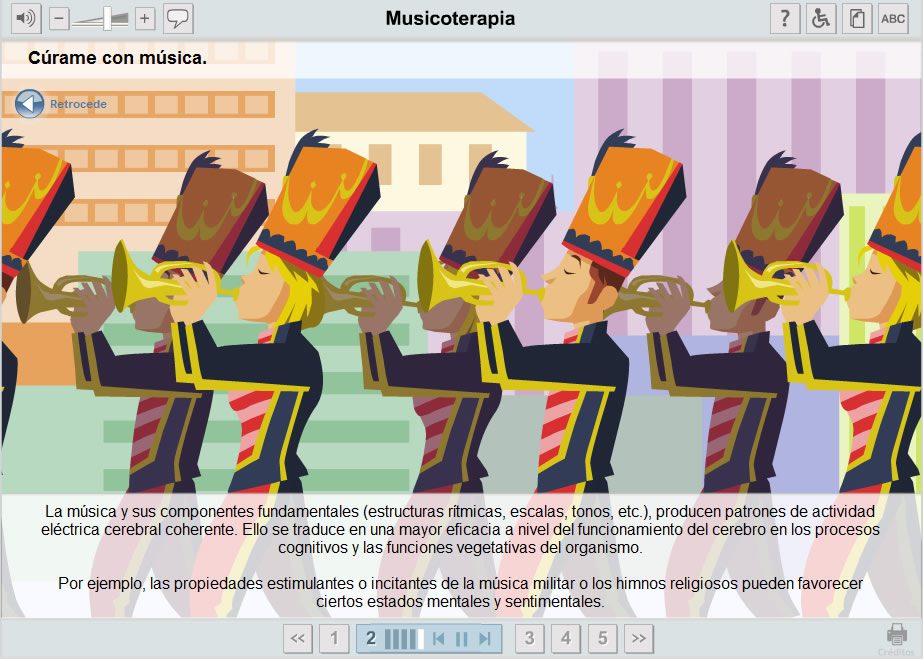 Musicoterapia
?
ABC
Cúrame con música.
Retrocede
La música y sus componentes fundamentales (estructuras rítmicas, escalas, tonos, etc.), producen patrones de actividad
eléctrica cerebral coherente. Ello se traduce en una mayor eficacia a nivel del funcionamiento del cerebro en los procesos
cognitivos y las funciones vegetativas del organismo.
Por ejemplo, las propiedades estimulantes o incitantes de la música militar o los himnos religiosos pueden favorecer
ciertos estados mentales y sentimentales.
<< 1 2 3 4 5 >>
Créditos